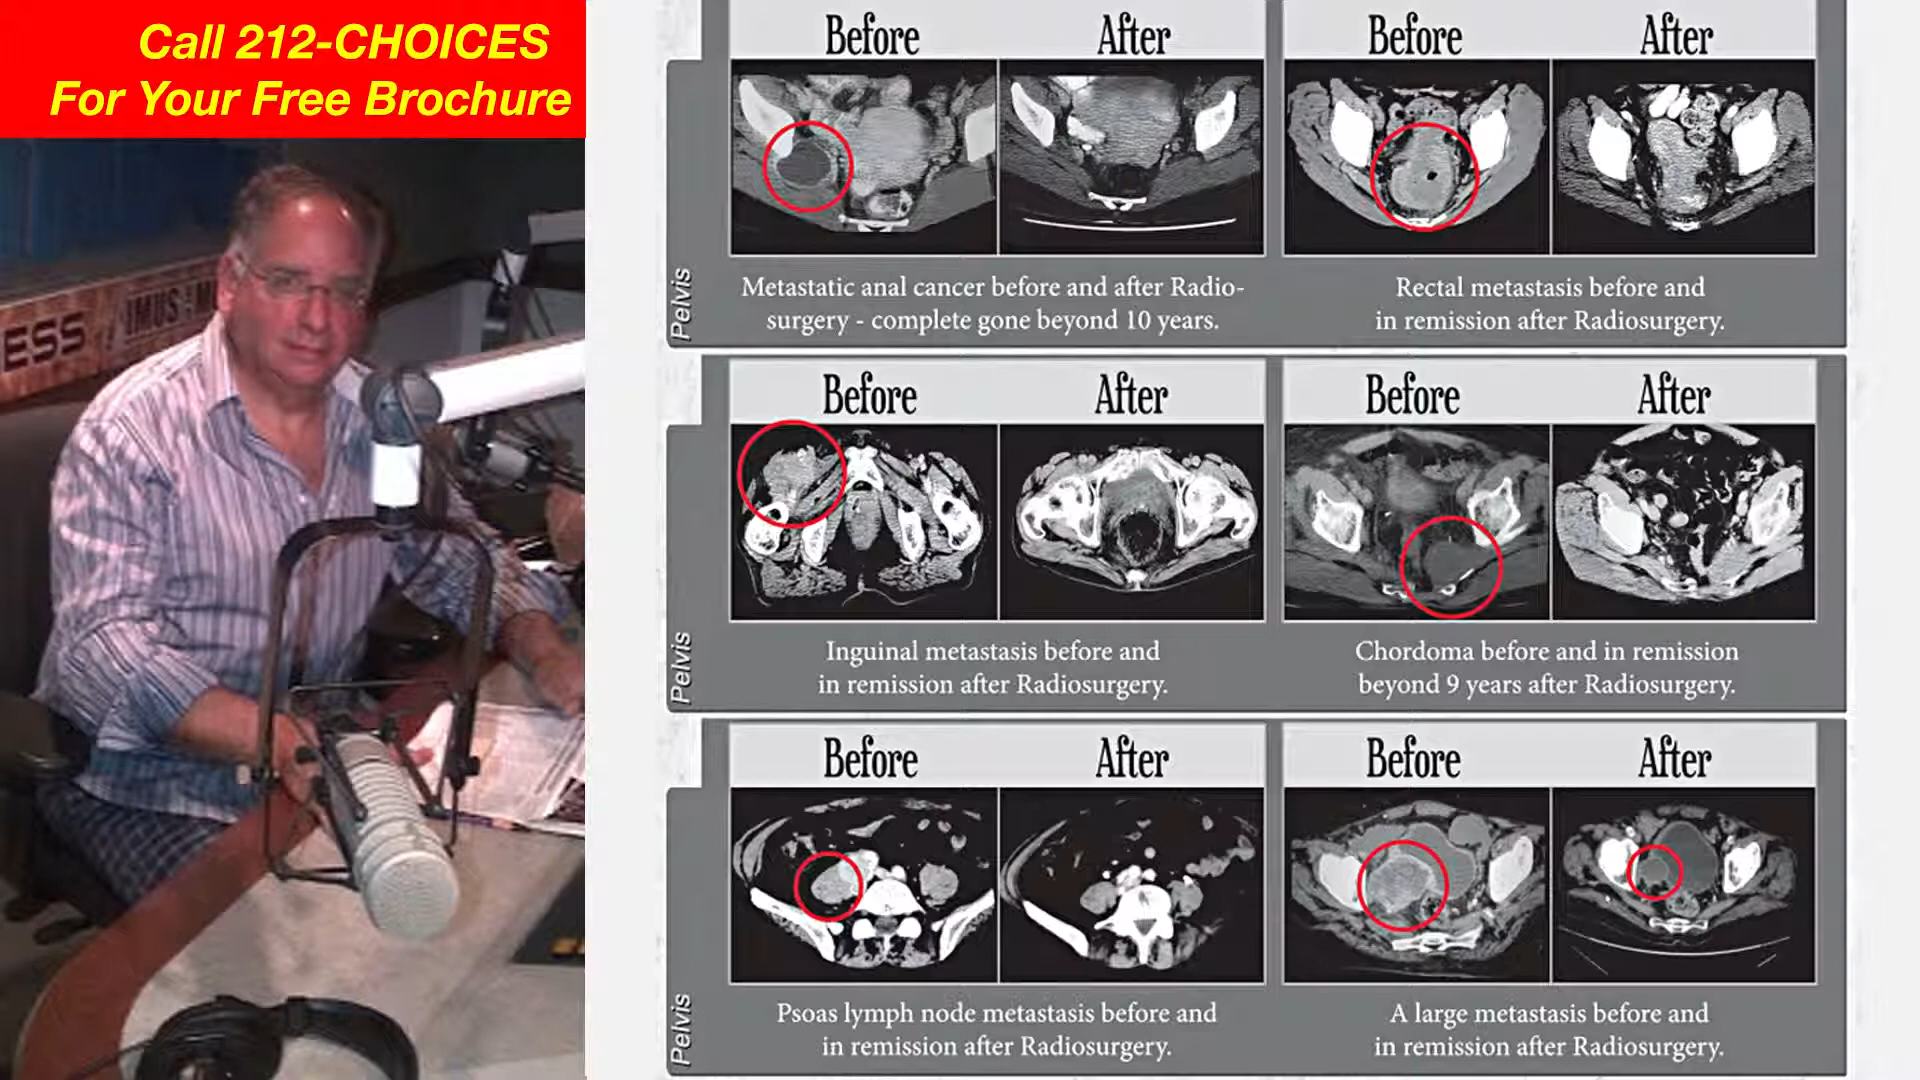 Call 212-CHOICES
For Your Free Brochure
ESS
IMUS
Before
After
Before
After
Pelvis
Metastatic anal cancer before and after Radio-
surgery - complete gone beyond 10 years.
Rectal metastasis before and
in remission after Radiosurgery.
Before
After
Before
After
Pelvis
Inguinal metastasis before and
in remission after Radiosurgery.
Chordoma before and in remission
beyond 9 years after Radiosurgery.
Before
After
Before
After
Pelvis
Psoas lymph node metastasis before and
in remission after Radiosurgery.
A large metastasis before and
in remission after Radiosurgery.